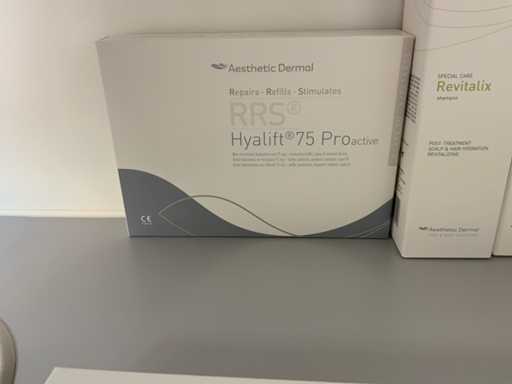 Aesthetic Dermal
Repairs - Refills - Stimulates
RRS®
Hyalift®75 Proactive
CE
SPECIAL CARE
Revitalix
shampoo
POST-TREATMENT
SCALP & HAIR HYDRATION
REVITALIZING
Aesthetic Dermal